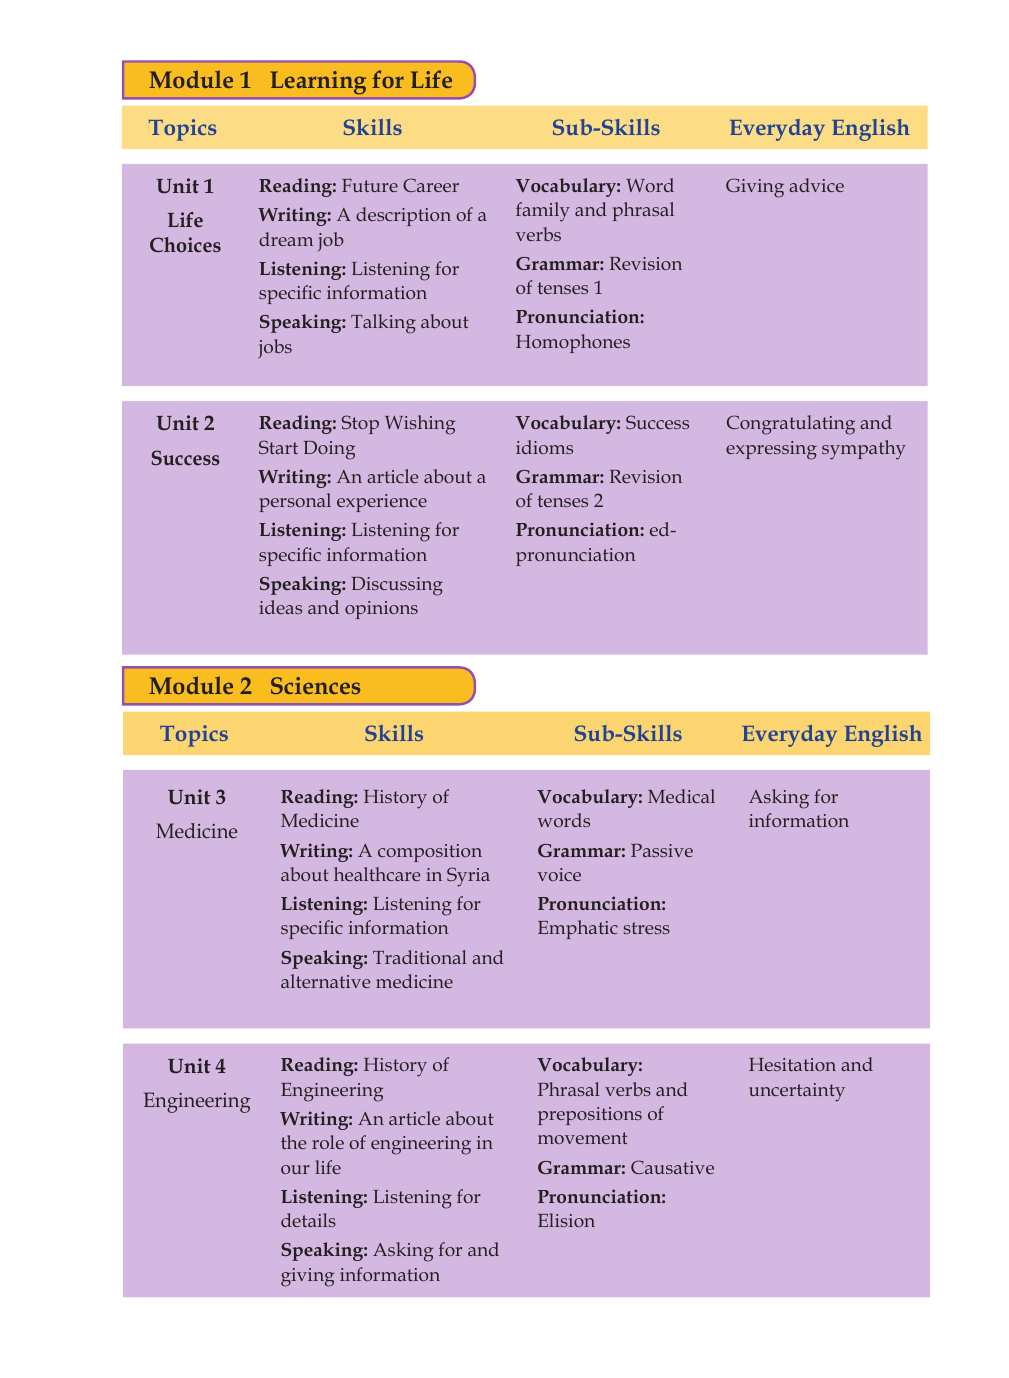 Module 1 Learning for Life
Topics Skills Sub-Skills Everyday English
Unit 1
Life
Choices
Reading: Future Career
Writing: A description of a
dream job
Listening: Listening for
specific information
Speaking: Talking about
jobs
Vocabulary: Word
family and phrasal
verbs
Grammar: Revision
of tenses 1
Pronunciation:
Homophones
Giving advice
Unit 2
Success
Reading: Stop Wishing
Start Doing
Writing: An article about a
personal experience
Listening: Listening for
specific information
Speaking: Discussing
ideas and opinions
Vocabulary: Success
idioms
Grammar: Revision
of tenses 2
Pronunciation: ed-
pronunciation
Congratulating and
expressing sympathy
Module 2 Sciences
Topics Skills Sub-Skills Everyday English
Unit 3
Medicine
Reading: History of
Medicine
Writing: A composition
about healthcare in Syria
Listening: Listening for
specific information
Speaking: Traditional and
alternative medicine
Vocabulary: Medical
words
Grammar: Passive
voice
Pronunciation:
Emphatic stress
Asking for
information
Unit 4
Engineering
Reading: History of
Engineering
Writing: An article about
the role of engineering in
our life
Listening: Listening for
details
Speaking: Asking for and
giving information
Vocabulary:
Phrasal verbs and
prepositions of
movement
Grammar: Causative
Pronunciation:
Elision
Hesitation and
uncertainty